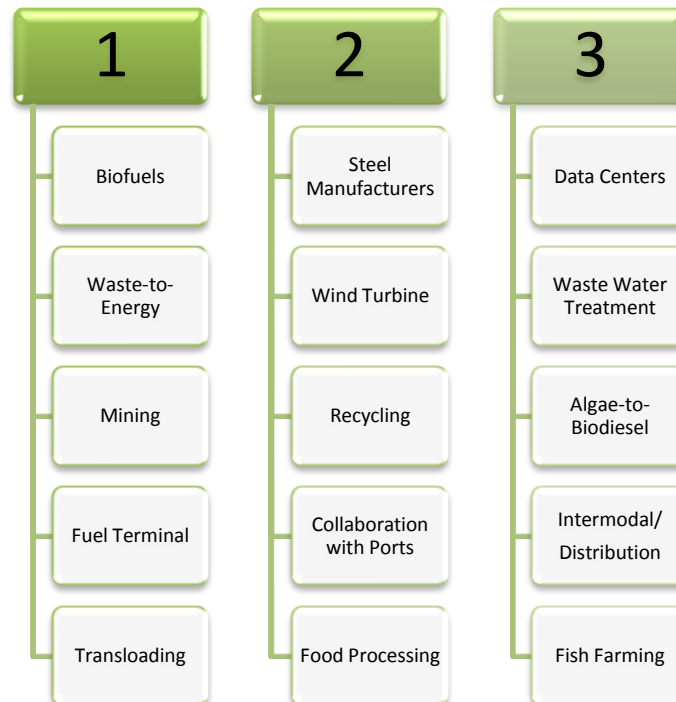 1
Biofuels
Waste-to-
Energy
Mining
Fuel Terminal
Transloading
2
Steel
Manufacturers
Wind Turbine
Recycling
Collaboration
with Ports
Food Processing
3
Data Centers
Waste Water
Treatment
Algae-to-
Biodiesel
Intermodal/
Distribution
Fish Farming